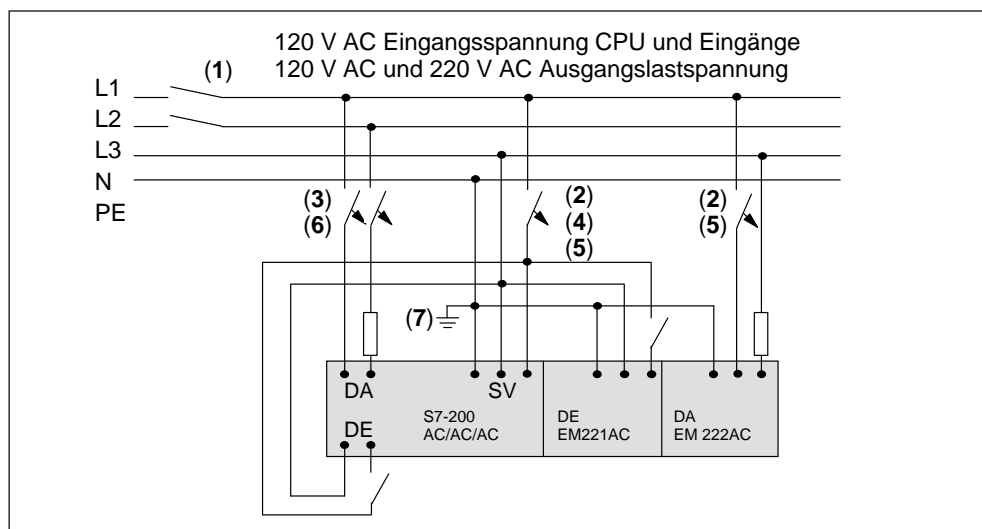 120 V AC Eingangsspannung CPU und Eingänge
120 V AC und 220 V AC Ausgangslastspannung
(1)
L1
L2
L3
N
PE
(3)
(6)
(2)
(4)
(5)
(2)
(5)
(7)
DA
SV
DE
S7-200
AC/AC/AC
DE
EM221AC
DA
EM 222AC